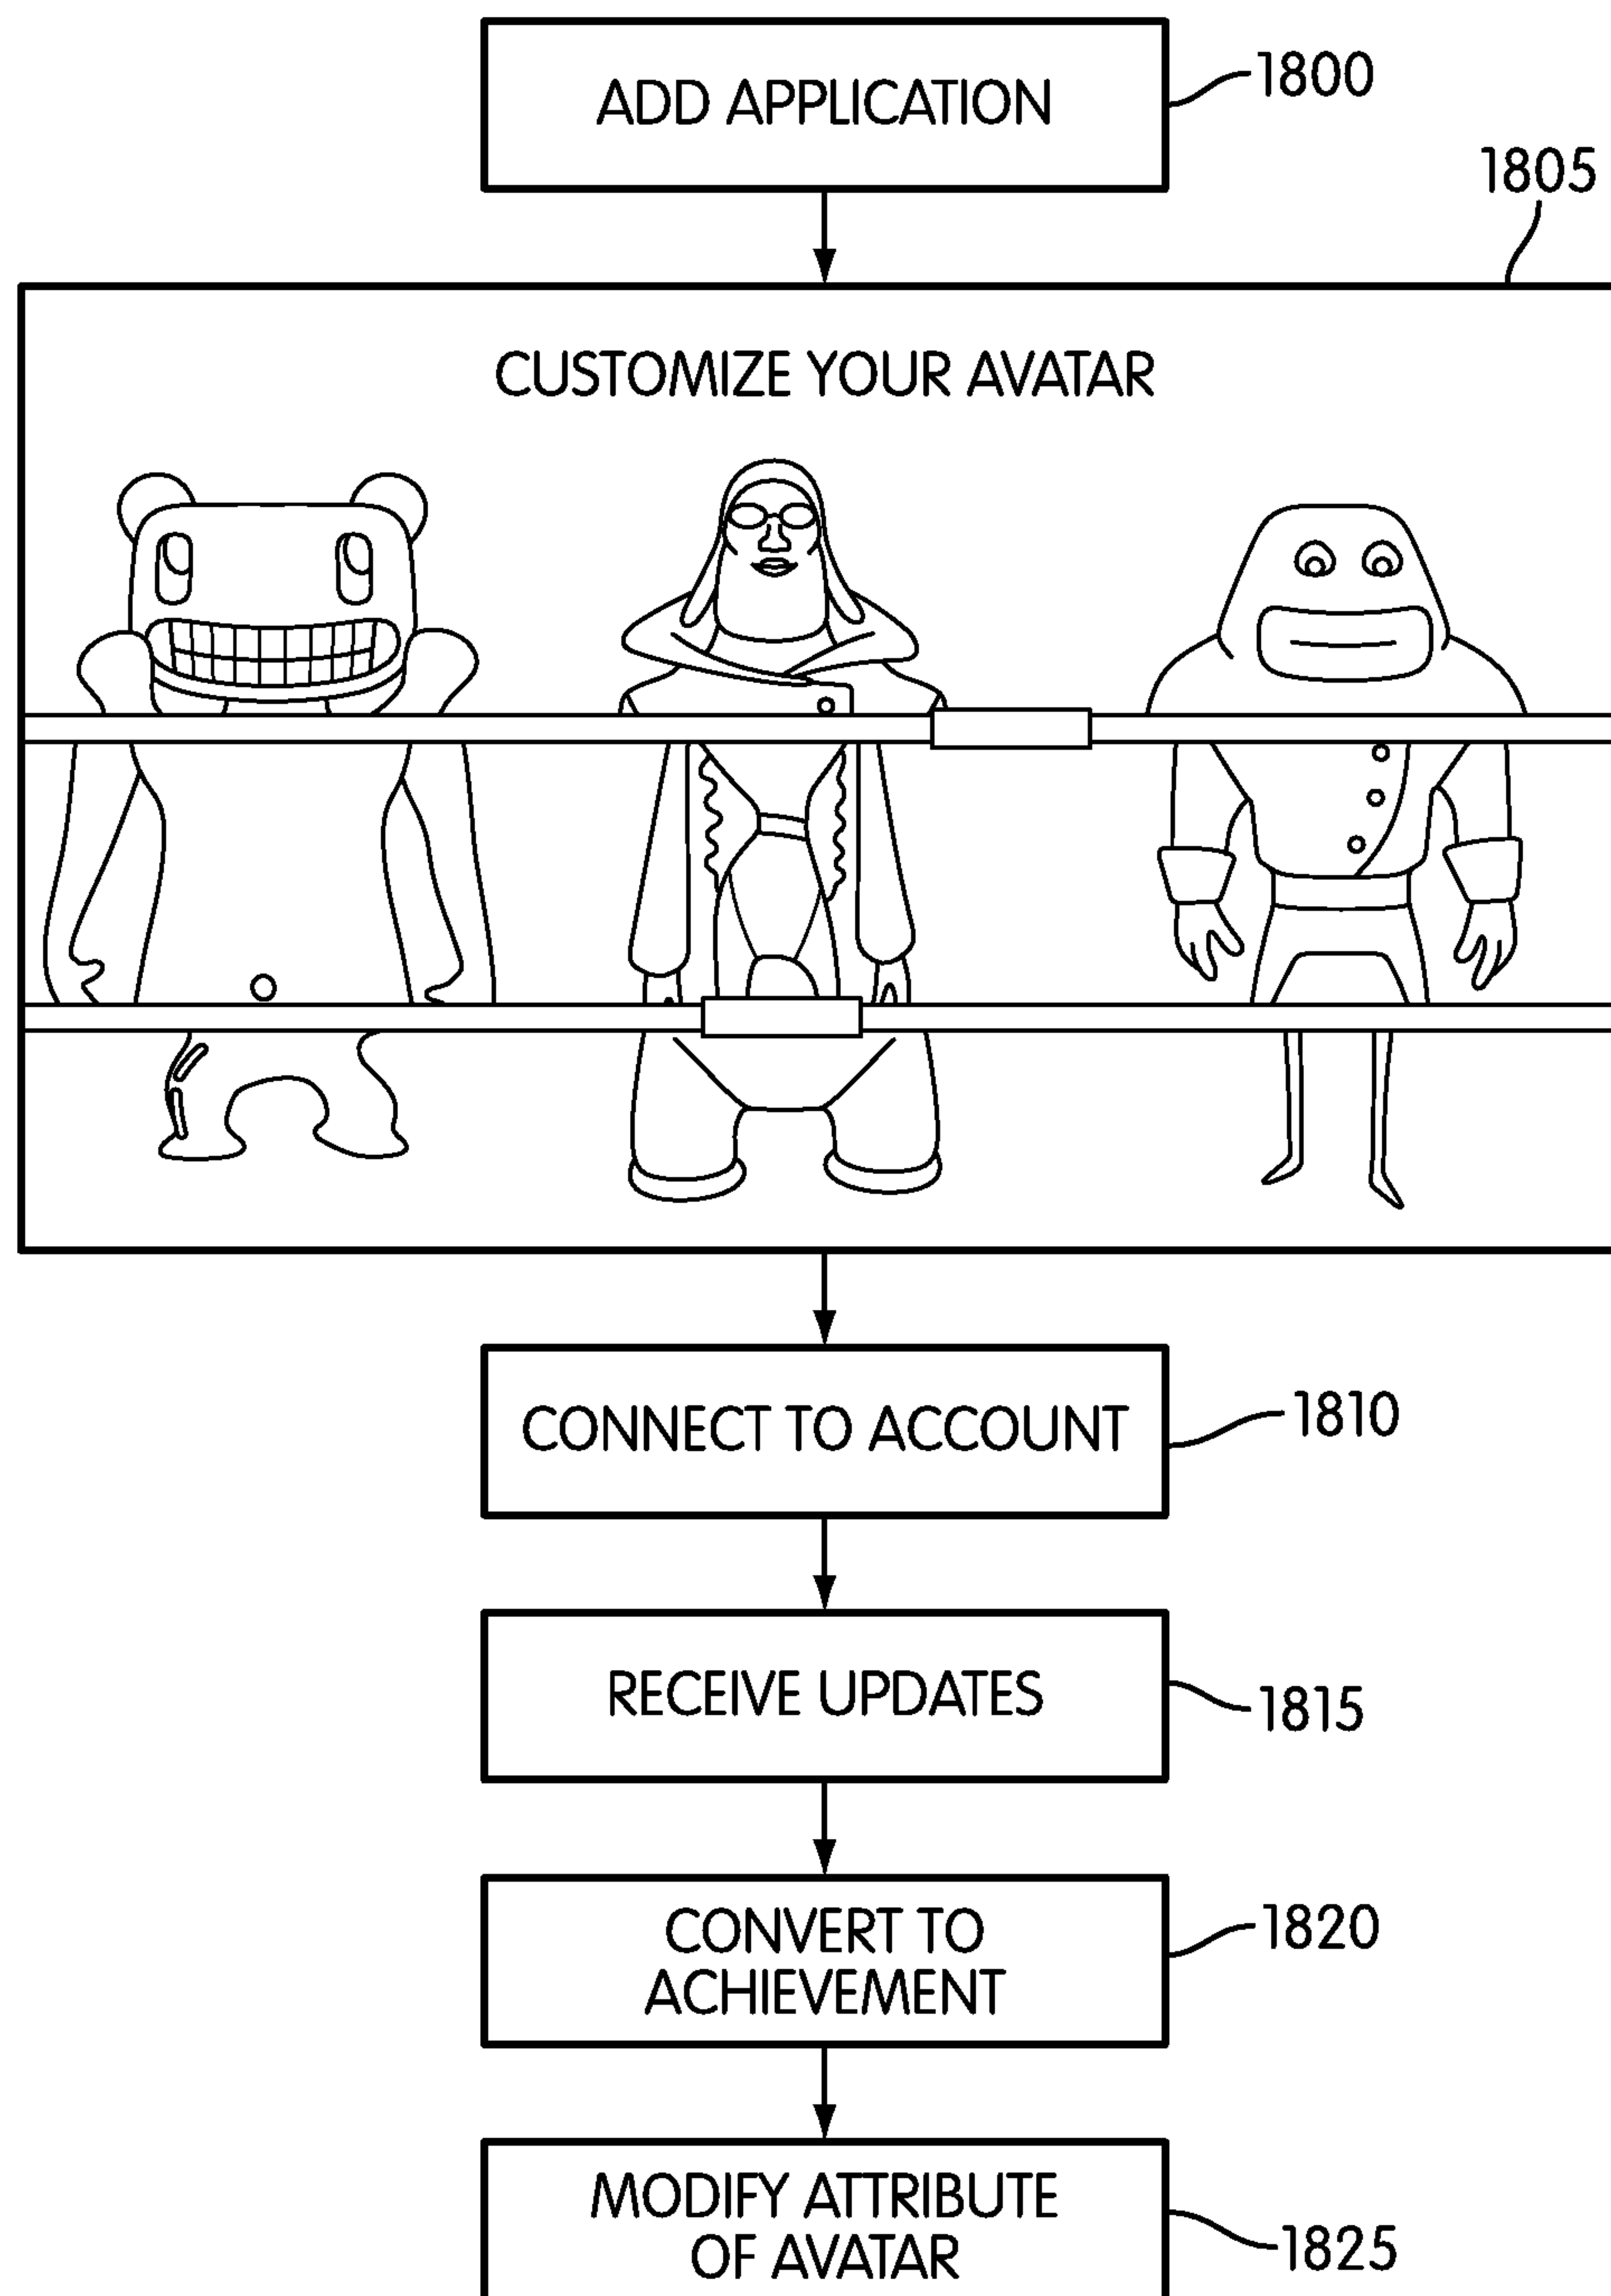 ADD APPLICATION
1800
1805
CUSTOMIZE YOUR AVATAR
CONNECT TO ACCOUNT
1810
RECEIVE UPDATES
1815
CONVERT TO
ACHIEVEMENT
1820
MODIFY ATTRIBUTE
OF AVATAR
1825